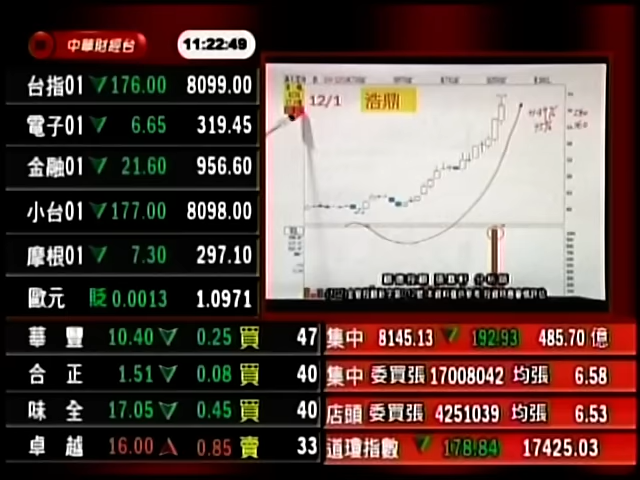 中華財經台 11:22:49
台指01 ▽ 176.00 8099.00
電子01 ▽ 6.65 319.45
金融01 ▽ 21.60 956.60
小台01 ▽ 177.00 8098.00
摩根01 ▽ 7.30 297.10
歐元 貶 0.0013 1.0971
12/1 浩鼎
華豐 10.40 ▽ 0.25 買 47
合正 1.51 ▽ 0.08 買 40
味全 17.05 ▽ 0.45 買 40
卓越 16.00 △ 0.85 賣 33
集中 8145.13 ▽ 192.93 485.70 億
集中 委買張 17008042 均張 6.58
店頭 委買張 4251039 均張 6.53
道瓊指數 ▽ 178.84 17425.03